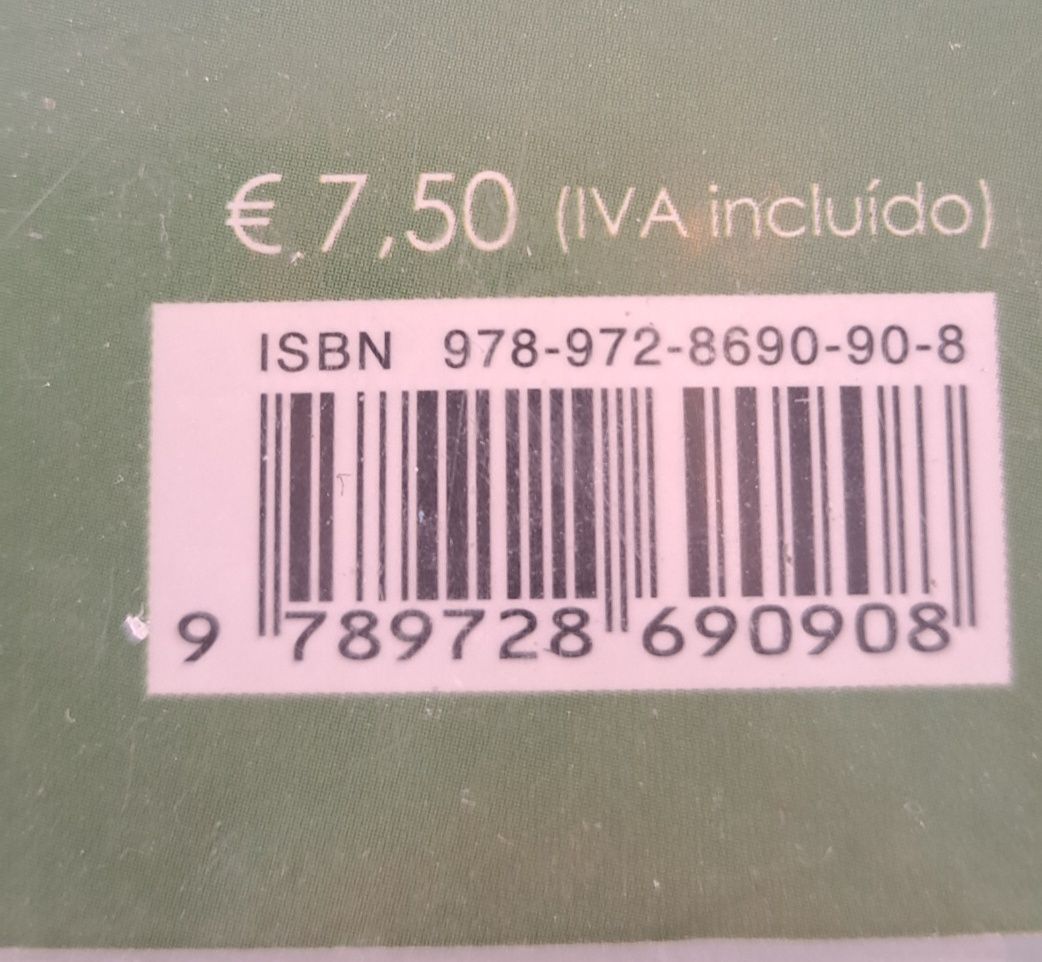 € 7,50 (IVA incluído)
ISBN 978-972-8690-90-8
9 789728 690908